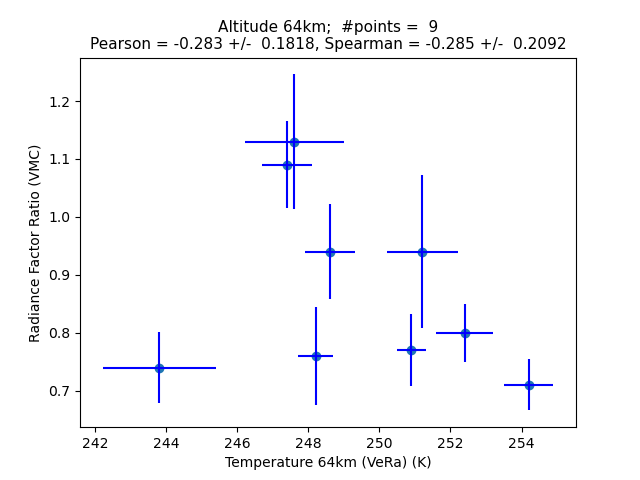 Altitude 64km;  #points =  9
Pearson = -0.283 +/-  0.1818, Spearman = -0.285 +/-  0.2092
1.2
1.1
1.0
0.9
0.8
0.7
Radiance Factor Ratio (VMC)
242 244 246 248 250 252 254
Temperature 64km (VeRa) (K)